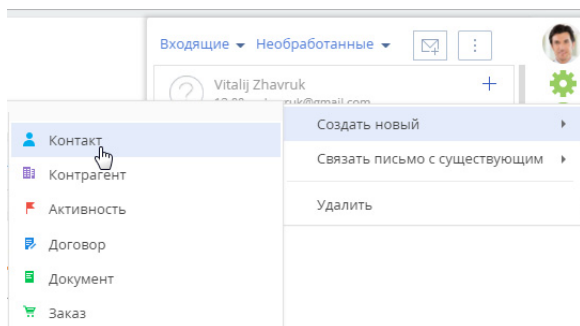 Входящие Необработанные
Vitalij Zhavruk
Создать новый
Связать письмо с существующим
Удалить
Контакт
Контрагент
Активность
Договор
Документ
Заказ